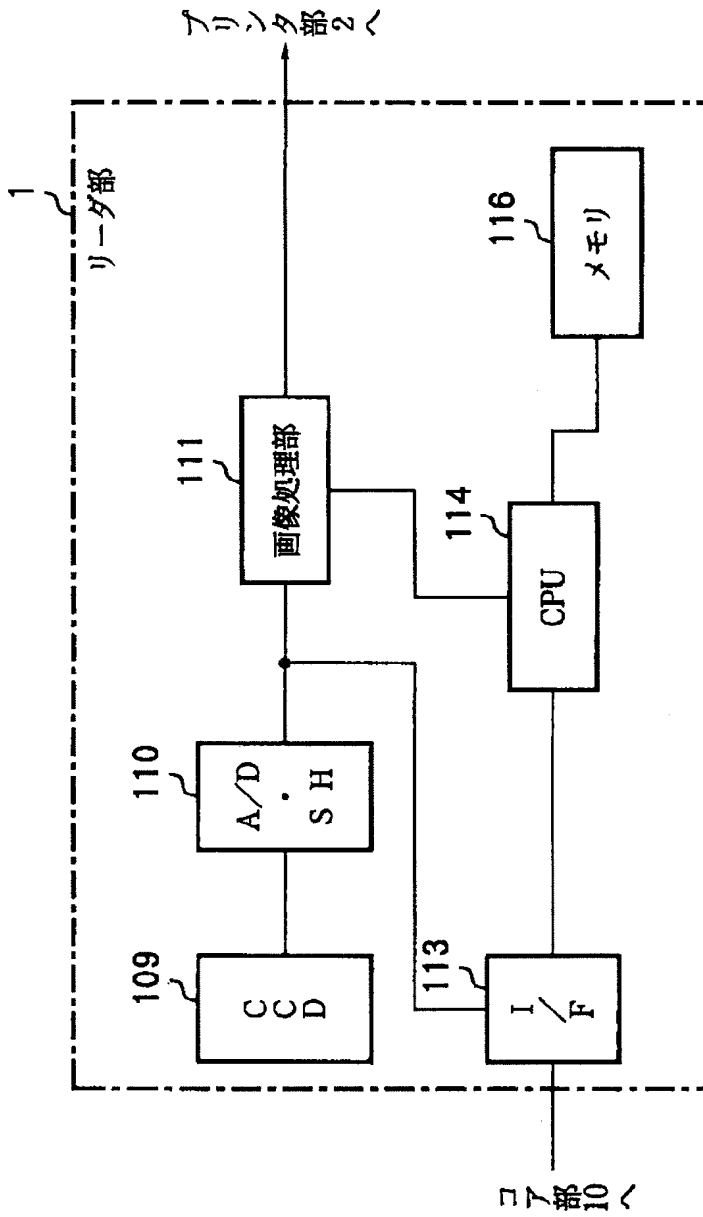 1
リーダ部
プリンタ部2へ
109
CCD
110
A/D
・
SH
111
画像処理部
113
I/F
114
CPU
116
メモリ
コア部10へ